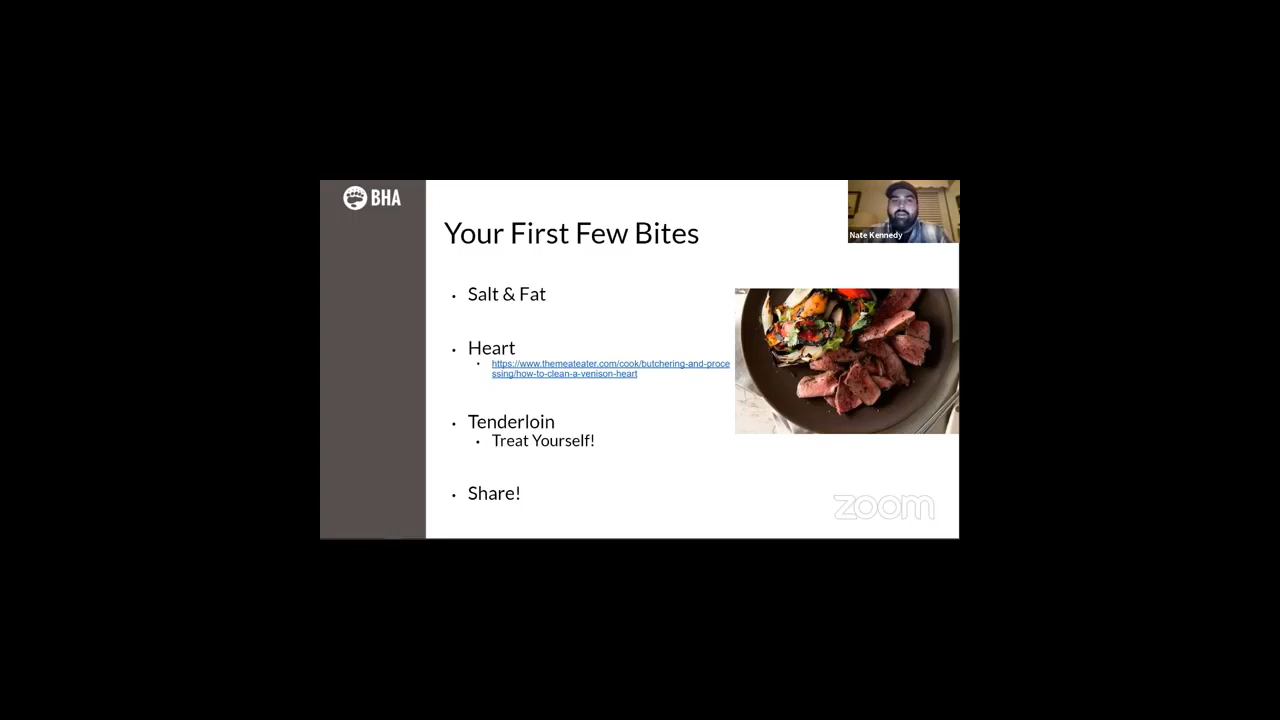 BHA
Nate Kennedy
Your First Few Bites
• Salt & Fat
• Heart
• https://www.themeateater.com/cook/butchering-and-proce
ssing/how-to-clean-a-venison-heart
• Tenderloin
• Treat Yourself!
• Share!
zoom